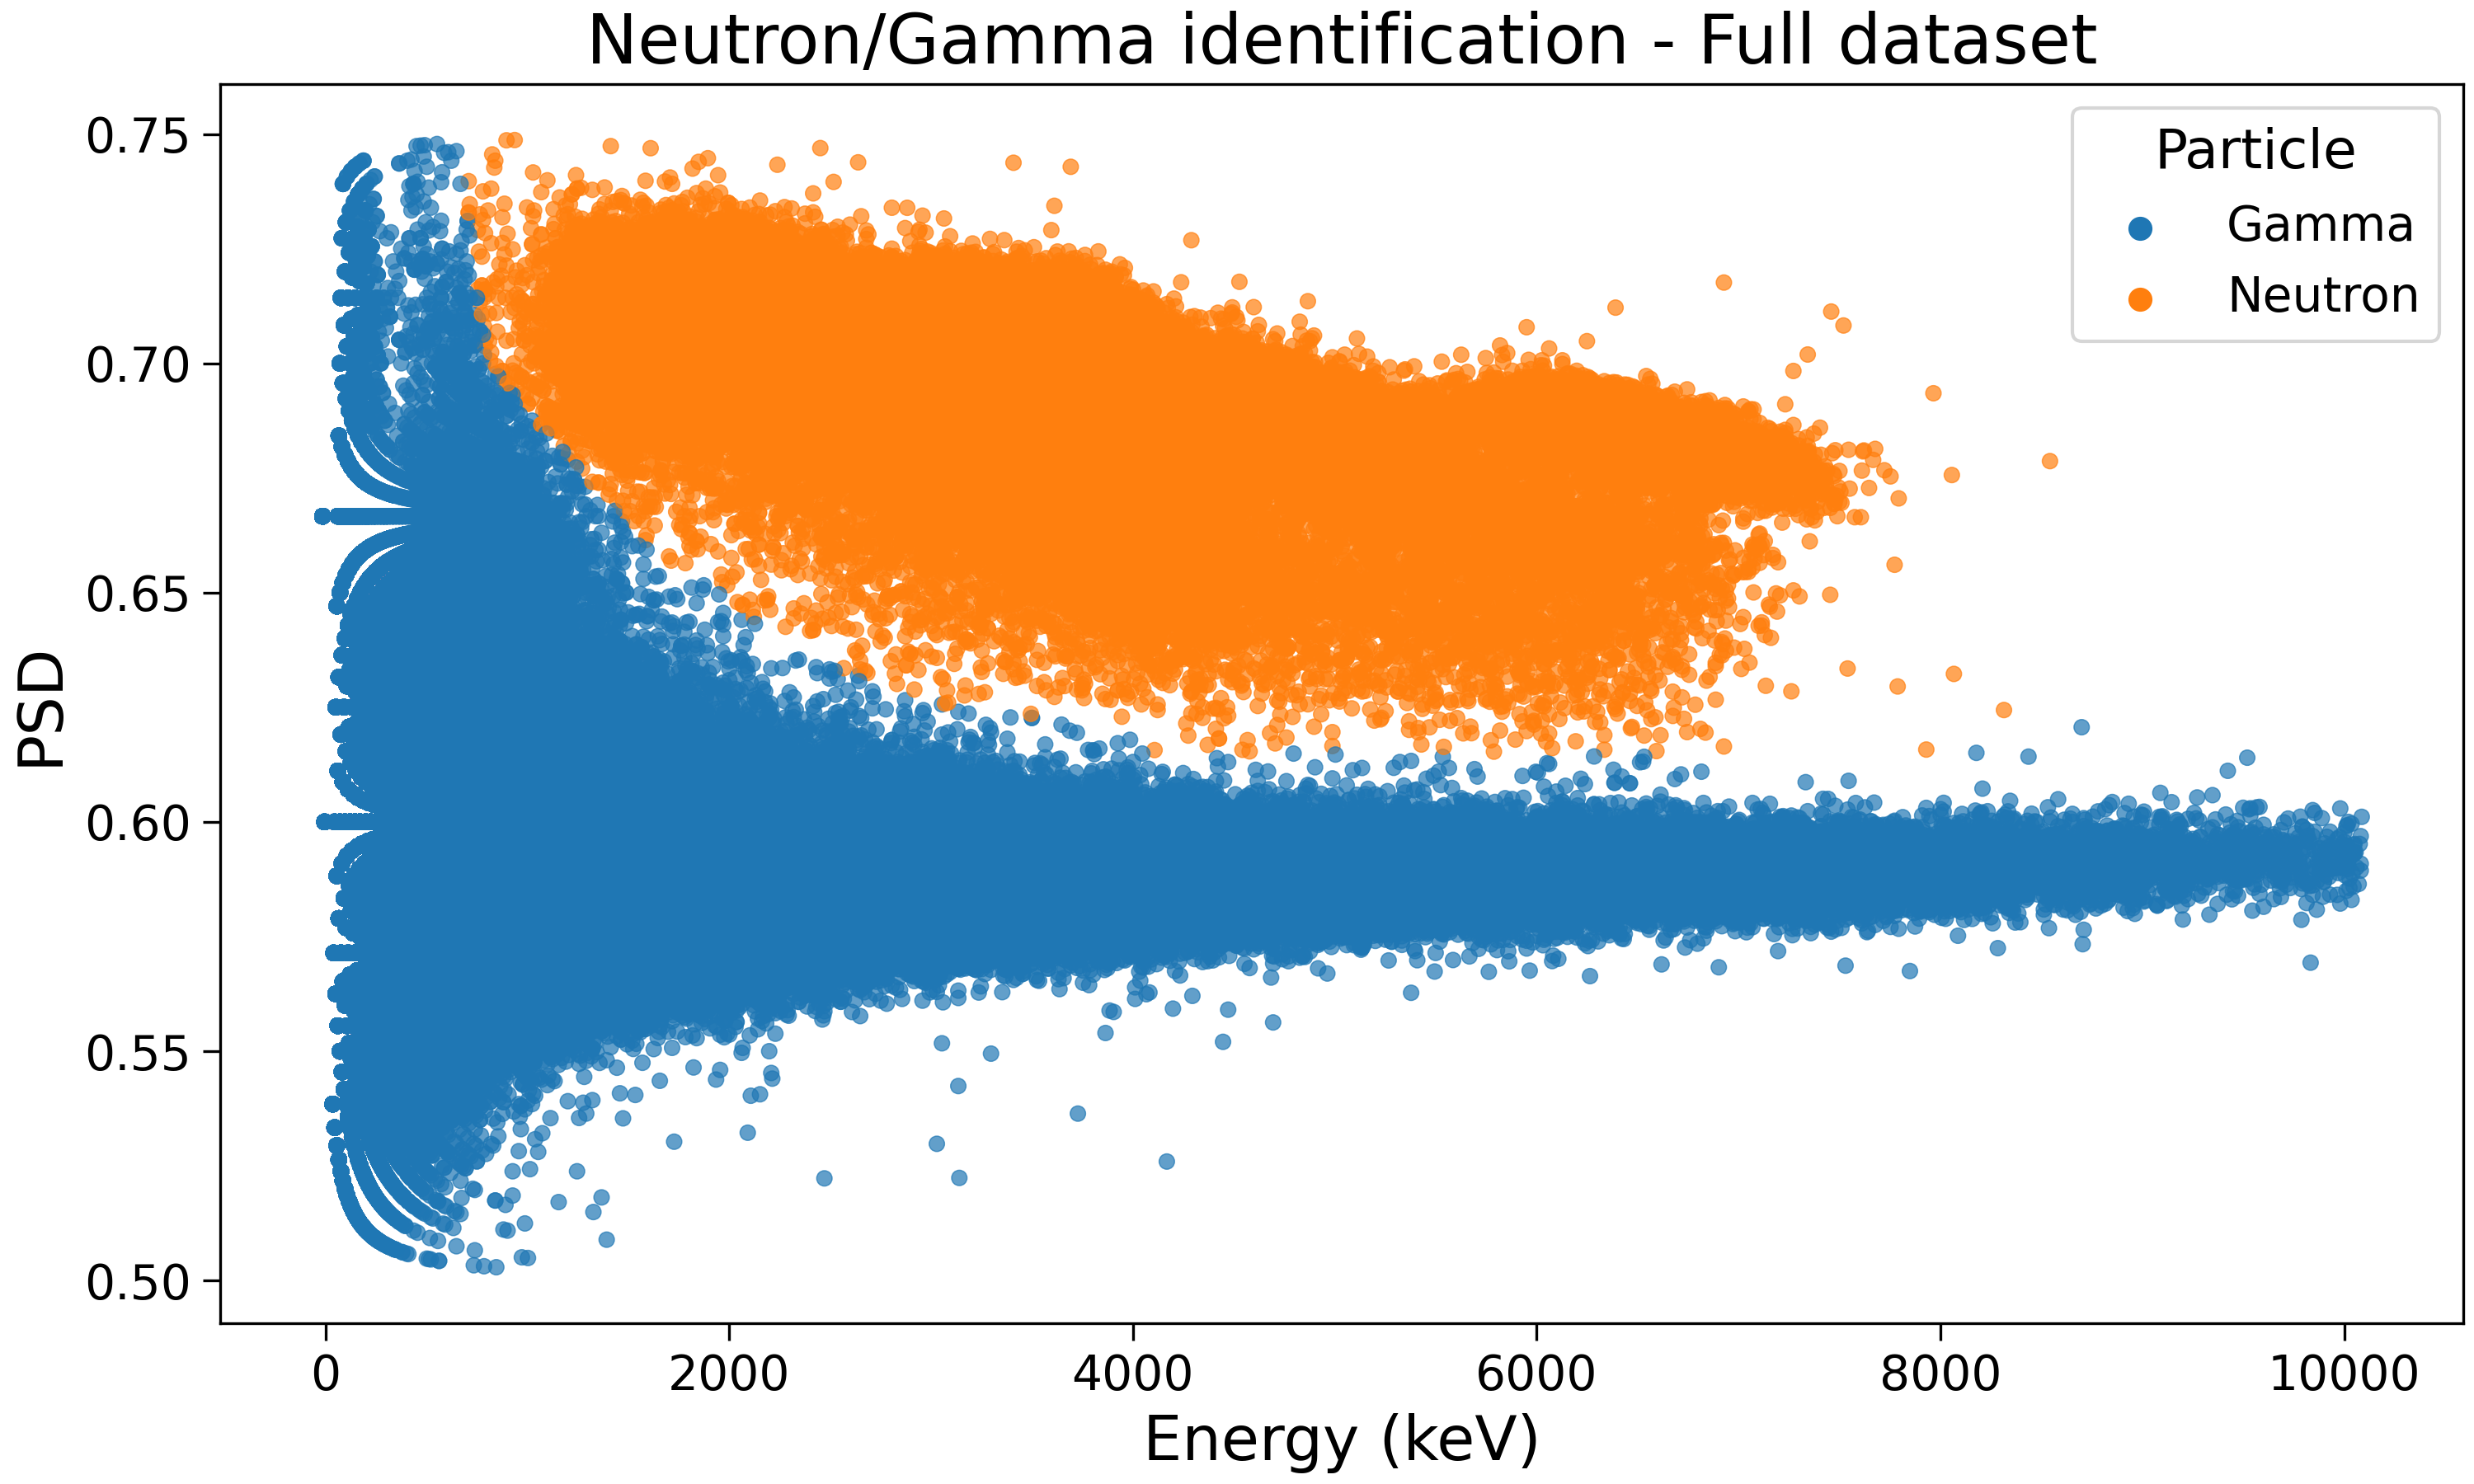 Neutron/Gamma identification - Full dataset
Particle
Gamma
Neutron
PSD
0.75
0.70
0.65
0.60
0.55
0.50
0 2000 4000 6000 8000 10000
Energy (keV)